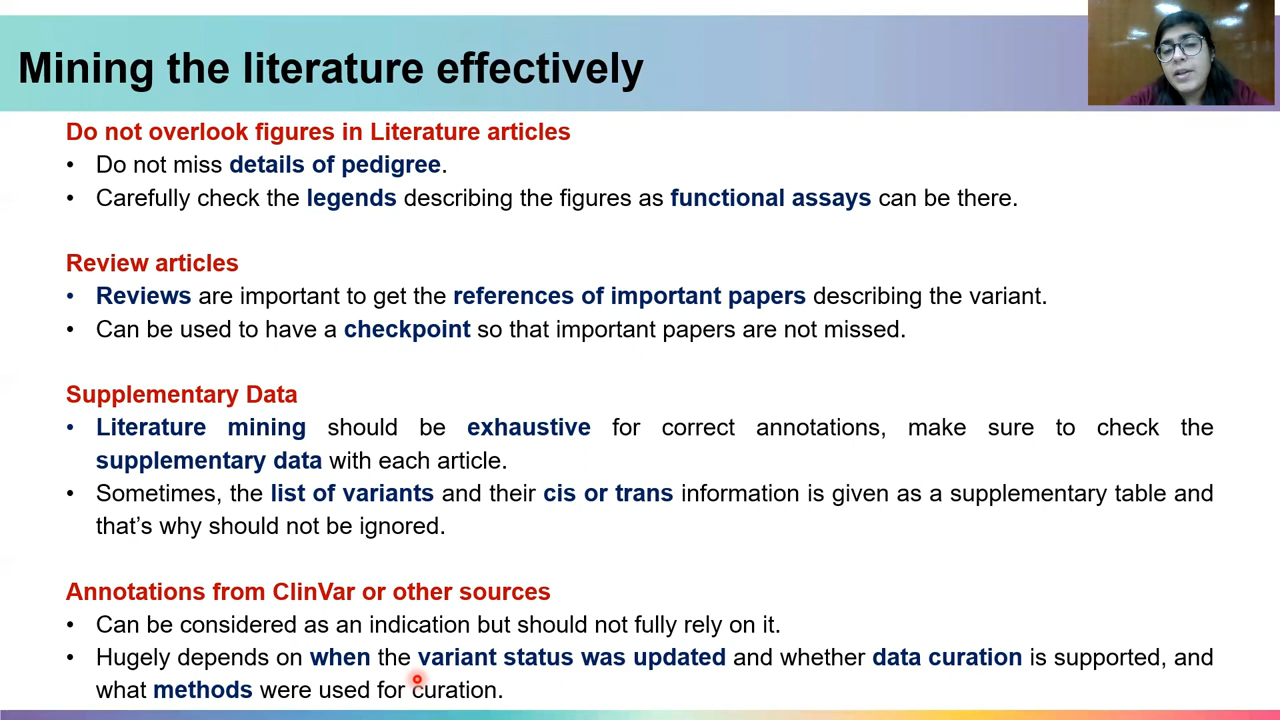 Mining the literature effectively
Do not overlook figures in Literature articles
• Do not miss details of pedigree.
• Carefully check the legends describing the figures as functional assays can be there.
Review articles
• Reviews are important to get the references of important papers describing the variant.
• Can be used to have a checkpoint so that important papers are not missed.
Supplementary Data
• Literature mining should be exhaustive for correct annotations, make sure to check the
supplementary data with each article.
• Sometimes, the list of variants and their cis or trans information is given as a supplementary table and
that’s why should not be ignored.
Annotations from ClinVar or other sources
• Can be considered as an indication but should not fully rely on it.
• Hugely depends on when the variant status was updated and whether data curation is supported, and
what methods were used for curation.